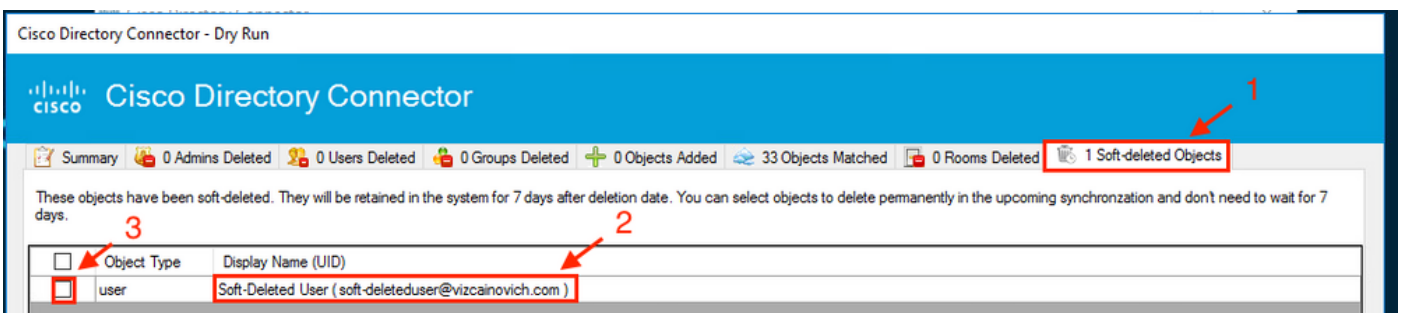 Cisco Directory Connector - Dry Run
cisco Cisco Directory Connector
1
Summary 0 Admins Deleted 0 Users Deleted 0 Groups Deleted 0 Objects Added 33 Objects Matched 0 Rooms Deleted 1 Soft-deleted Objects
These objects have been soft-deleted. They will be retained in the system for 7 days after deletion date. You can select objects to delete permanently in the upcoming synchronzation and don't need to wait for 7
days.
3 2
Object Type Display Name (UID)
user Soft-Deleted User ( soft-deleteduser@vizcainovich.com )